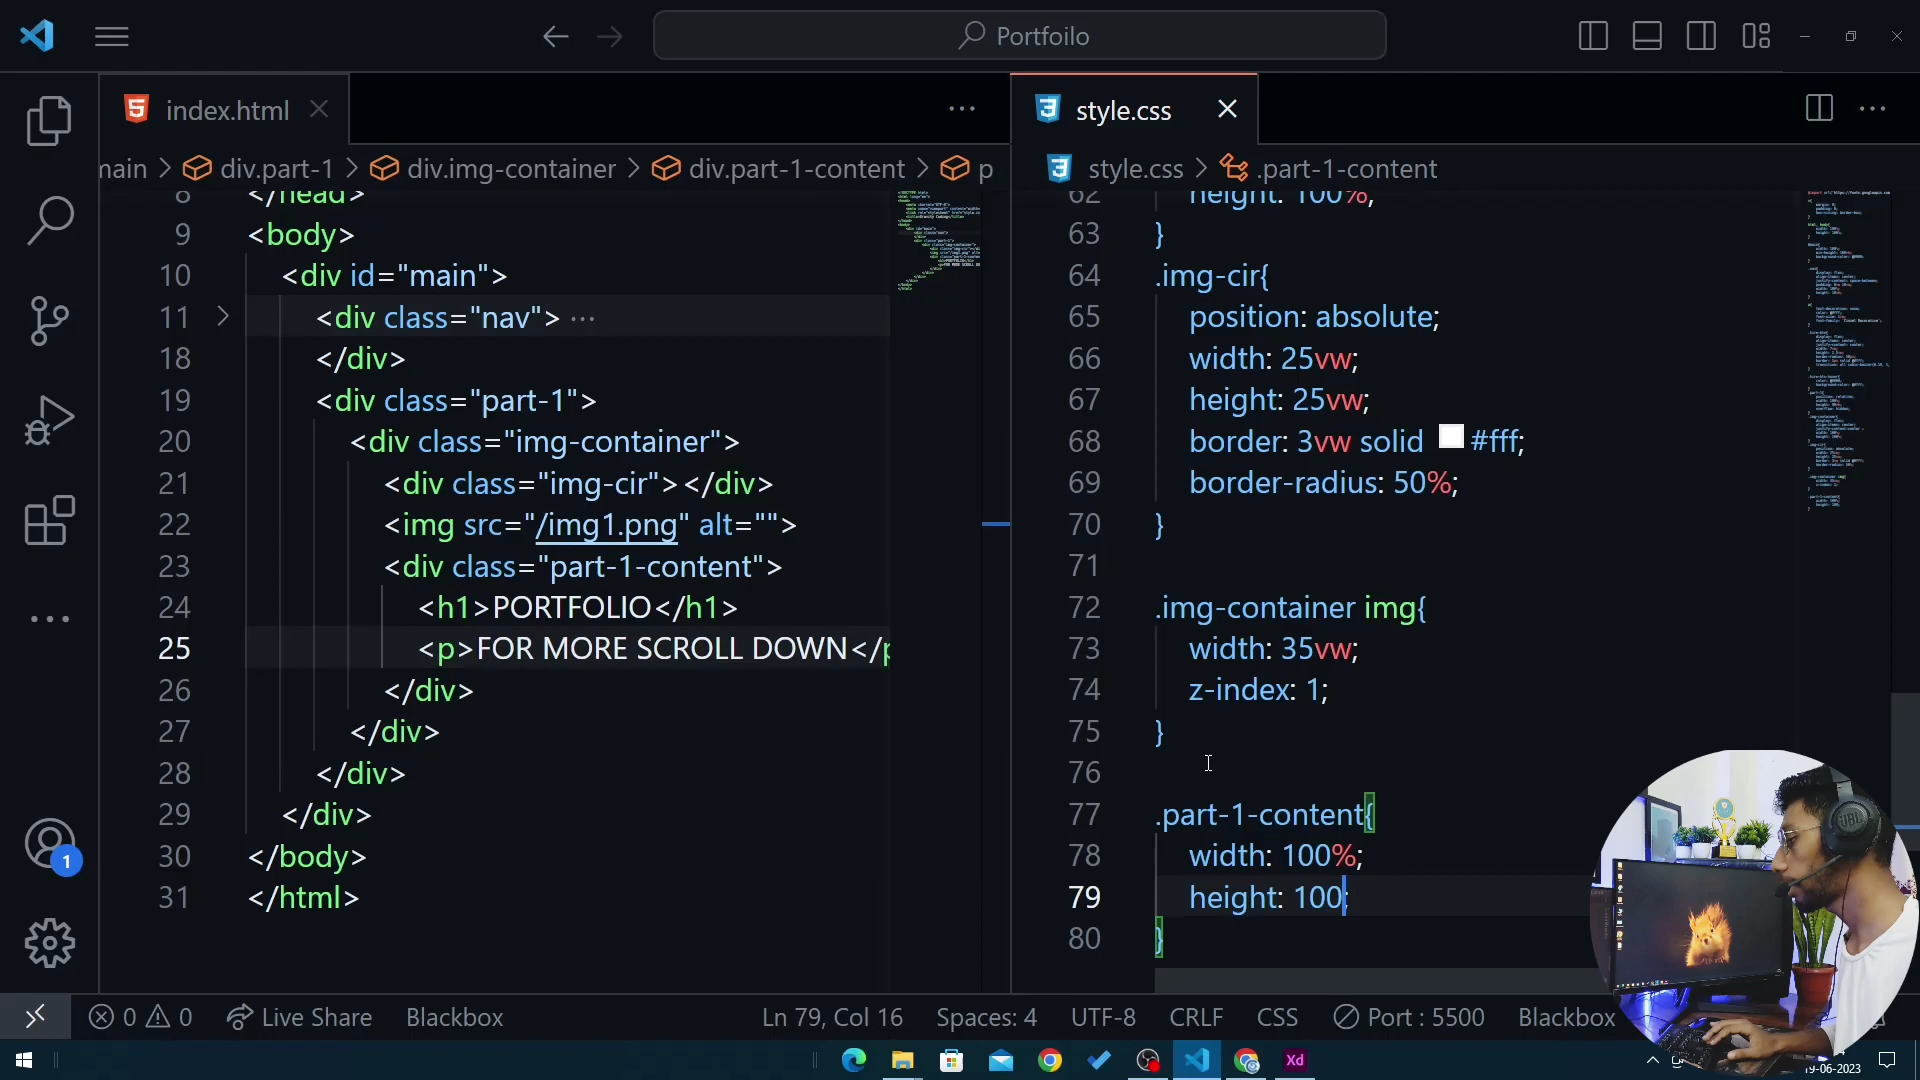 Portfoilo
index.html
style.css
main > div.part-1 > div.img-container > div.part-1-content > p
style.css > .part-1-content
8 </head>
9 <body>
10 <div id="main">
11 <div class="nav"> ···
18 </div>
19 <div class="part-1">
20 <div class="img-container">
21 <div class="img-cir"></div>
22 <img src="/img1.png" alt="">
23 <div class="part-1-content">
24 <h1>PORTFOLIO</h1>
25 <p>FOR MORE SCROLL DOWN</p
26 </div>
27 </div>
28 </div>
29 </div>
30 </body>
31 </html>
62 height: 100%;
63 }
64 .img-cir{
65 position: absolute;
66 width: 25vw;
67 height: 25vw;
68 border: 3vw solid #fff;
69 border-radius: 50%;
70 }
71
72 .img-container img{
73 width: 35vw;
74 z-index: 1;
75 }
76
77 .part-1-content{
78 width: 100%;
79 height: 100;
80 }
1
0 0 Live Share Blackbox Ln 79, Col 16 Spaces: 4 UTF-8 CRLF CSS Port : 5500 Blackbox
Xd
19-06-2023
JBL